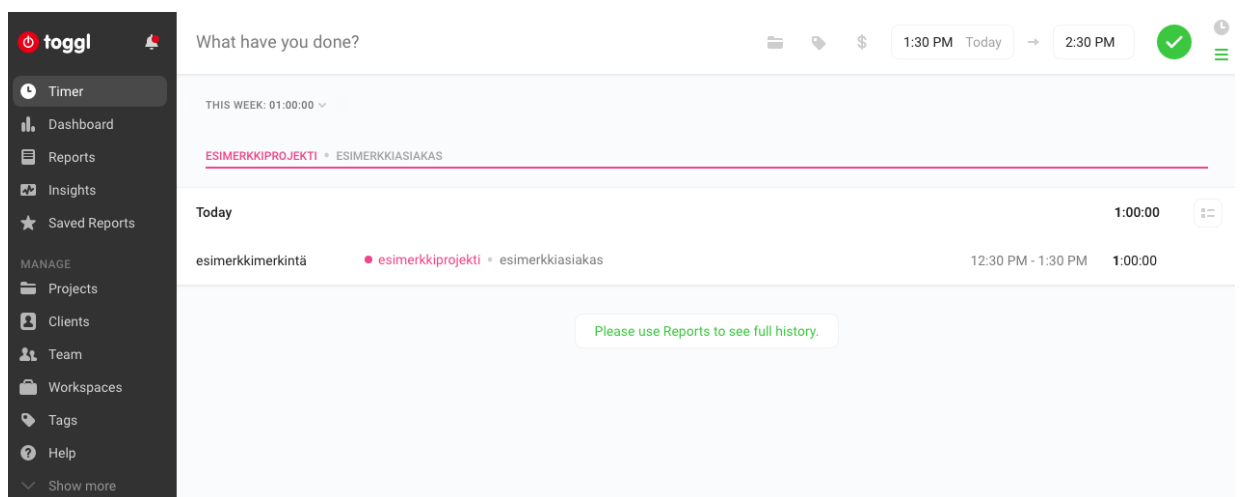 toggl
What have you done?
$
1:30 PM Today → 2:30 PM
Timer
Dashboard
Reports
Insights
Saved Reports
MANAGE
Projects
Clients
Team
Workspaces
Tags
Help
Show more
THIS WEEK: 01:00:00
ESIMERKKIPROJEKTI • ESIMERKKIASIAKAS
Today 1:00:00
esimerkkimerkintä • esimerkkiprojekti • esimerkkiasiakas 12:30 PM - 1:30 PM 1:00:00
Please use Reports to see full history.